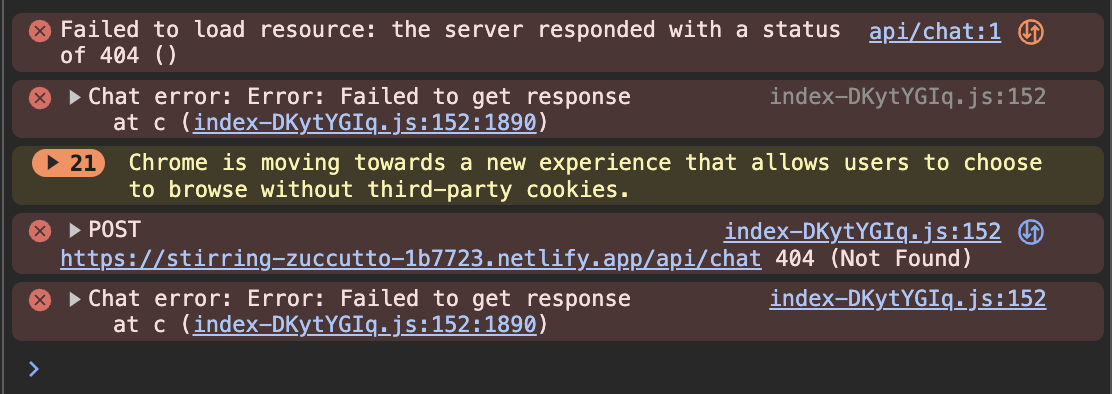 Failed to load resource: the server responded with a status api/chat:1
of 404 ()
Chat error: Error: Failed to get response index-DKytYGIq.js:152
at c (index-DKytYGIq.js:152:1890)
21 Chrome is moving towards a new experience that allows users to choose
to browse without third-party cookies.
POST index-DKytYGIq.js:152
https://stirring-zuccutto-1b7723.netlify.app/api/chat 404 (Not Found)
Chat error: Error: Failed to get response index-DKytYGIq.js:152
at c (index-DKytYGIq.js:152:1890)